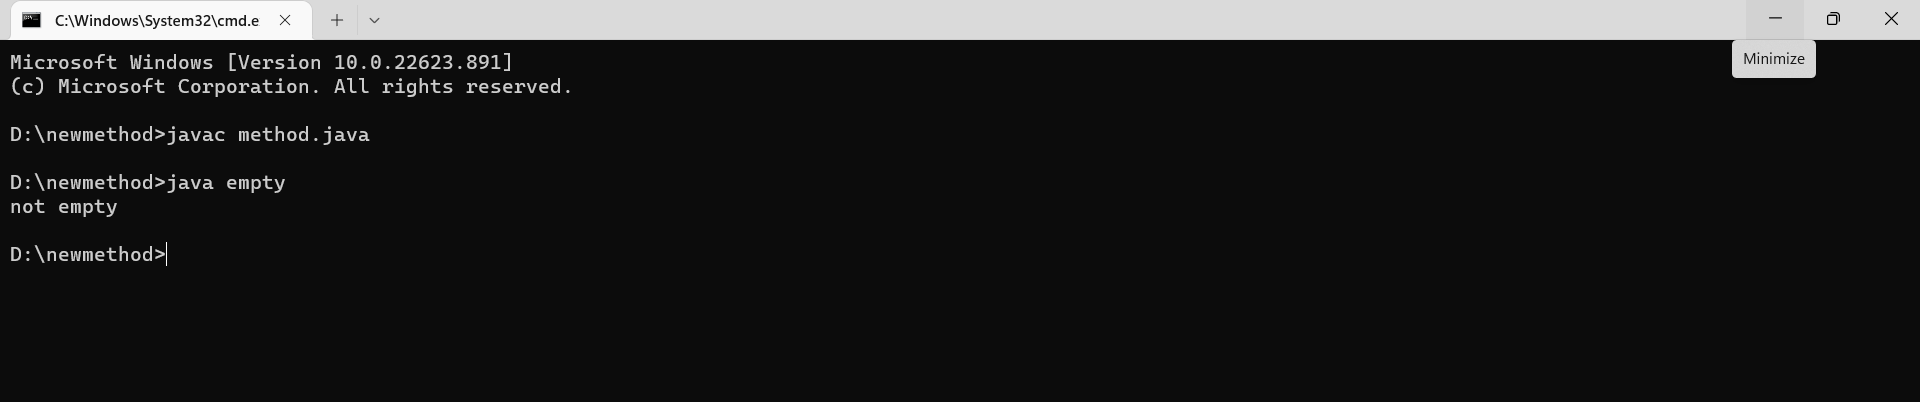 C:\Windows\System32\cmd.e
Minimize
Microsoft Windows [Version 10.0.22623.891]
(c) Microsoft Corporation. All rights reserved.
D:\newmethod>javac method.java
D:\newmethod>java empty
not empty
D:\newmethod>